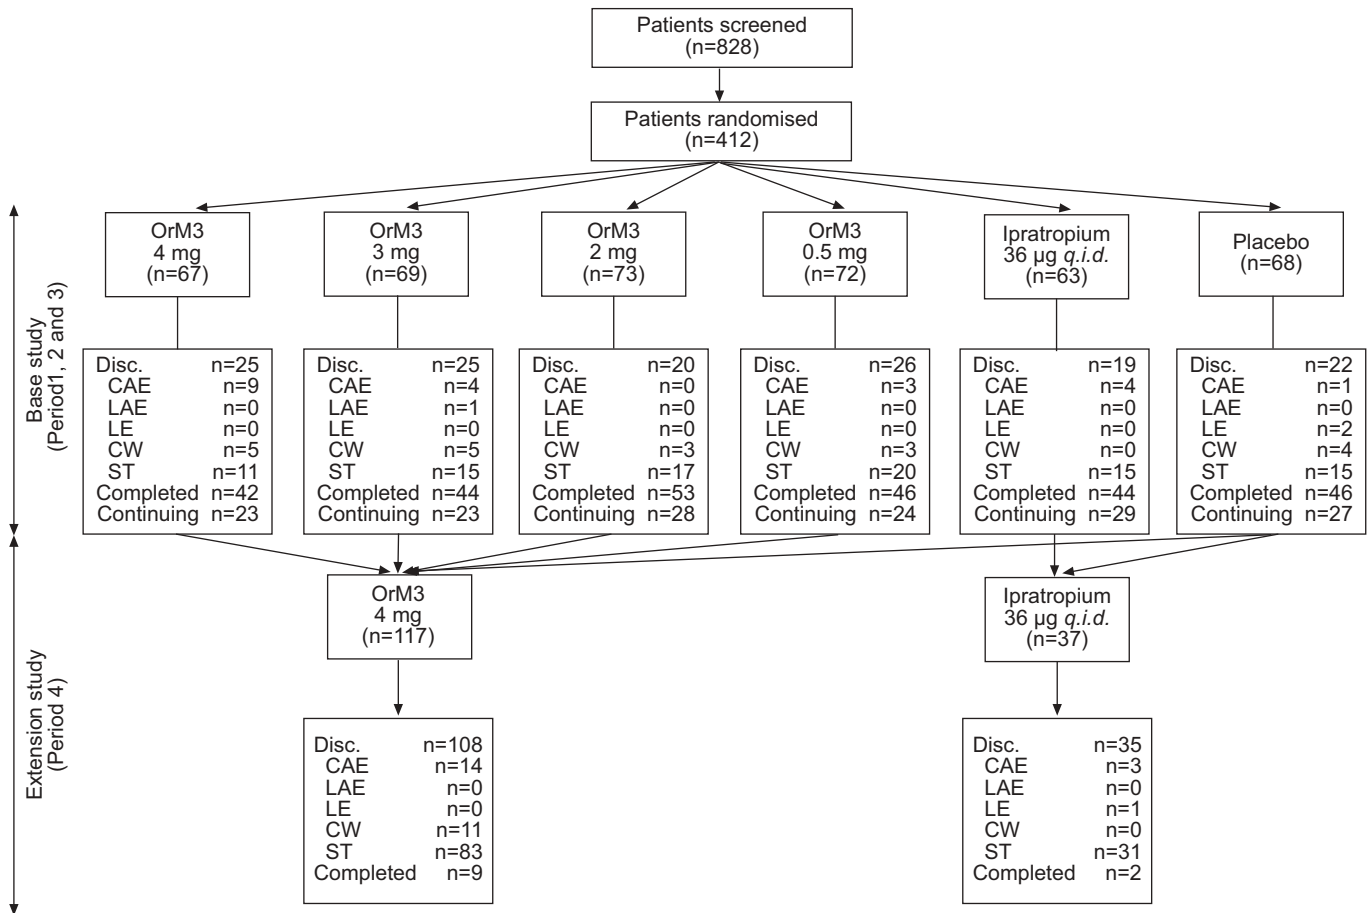 Patients screened
(n=828)
Patients randomised
(n=412)
Base study
(Period1, 2 and 3)
OrM3
4 mg
(n=67)
OrM3
3 mg
(n=69)
OrM3
2 mg
(n=73)
OrM3
0.5 mg
(n=72)
Ipratropium
36 µg q.i.d.
(n=63)
Placebo
(n=68)
Disc. n=25
CAE n=9
LAE n=0
LE n=0
CW n=5
ST n=11
Completed n=42
Continuing n=23
Disc. n=25
CAE n=4
LAE n=1
LE n=0
CW n=5
ST n=15
Completed n=44
Continuing n=23
Disc. n=20
CAE n=0
LAE n=0
LE n=0
CW n=3
ST n=17
Completed n=53
Continuing n=28
Disc. n=26
CAE n=3
LAE n=0
LE n=0
CW n=3
ST n=20
Completed n=46
Continuing n=24
Disc. n=19
CAE n=4
LAE n=0
LE n=0
CW n=0
ST n=15
Completed n=44
Continuing n=29
Disc. n=22
CAE n=1
LAE n=0
LE n=2
CW n=4
ST n=15
Completed n=46
Continuing n=27
Extension study
(Period 4)
OrM3
4 mg
(n=117)
Ipratropium
36 µg q.i.d.
(n=37)
Disc. n=108
CAE n=14
LAE n=0
LE n=0
CW n=11
ST n=83
Completed n=9
Disc. n=35
CAE n=3
LAE n=0
LE n=1
CW n=0
ST n=31
Completed n=2